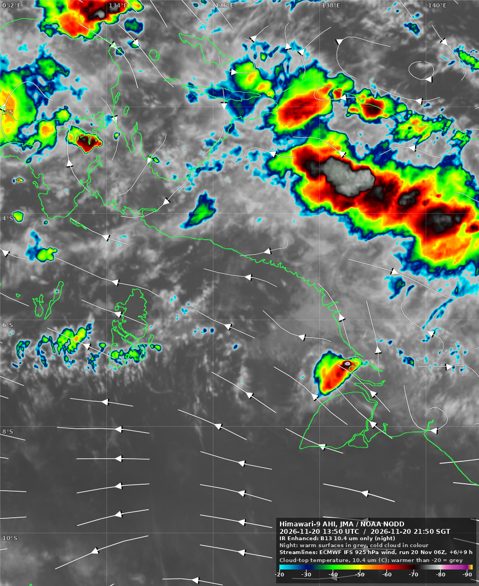 134°E
138°E
140°E
4°S
6°S
8°S
10°S
Himawari-9 AHI, JMA / NOAA NODD
2026-11-20 13:50 UTC / 2026-11-20 21:50 SGT
IR Enhanced: B13 10.4 um only (night)
Night: warm surfaces in grey, cold cloud in colour
Streamlines: ECMWF IFS 925 hPa wind, run 20 Nov 06Z, +6/+9 h
Cloud-top temperature, 10.4 um (C); warmer than -20 = grey
-20 -30 -40 -50 -60 -70 -80 -90